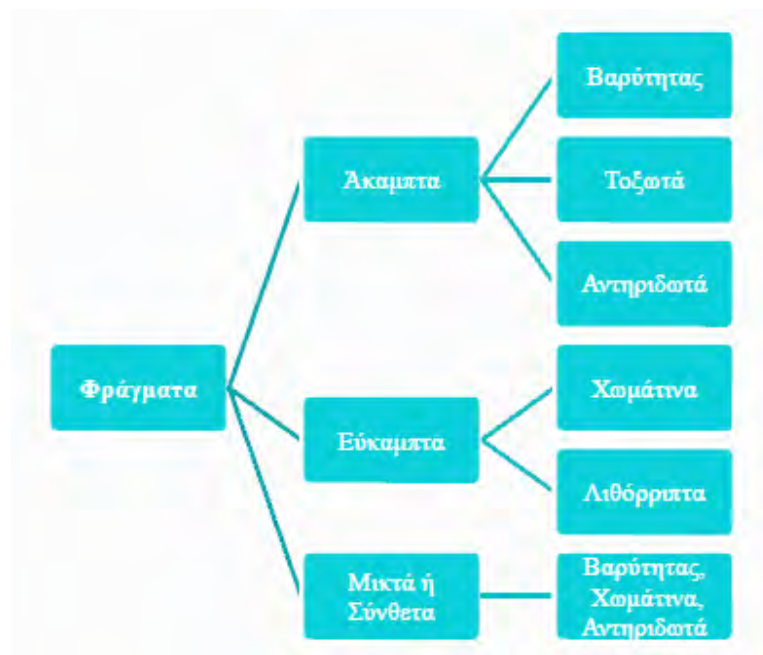 Φράγματα
Άκαμπτα
Βαρύτητας
Τοξωτά
Αντηριδωτά
Εύκαμπτα
Χωμάτινα
Λιθόρριπτα
Μικτά ή
Σύνθετα
Βαρύτητας,
Χωμάτινα,
Αντηριδωτά